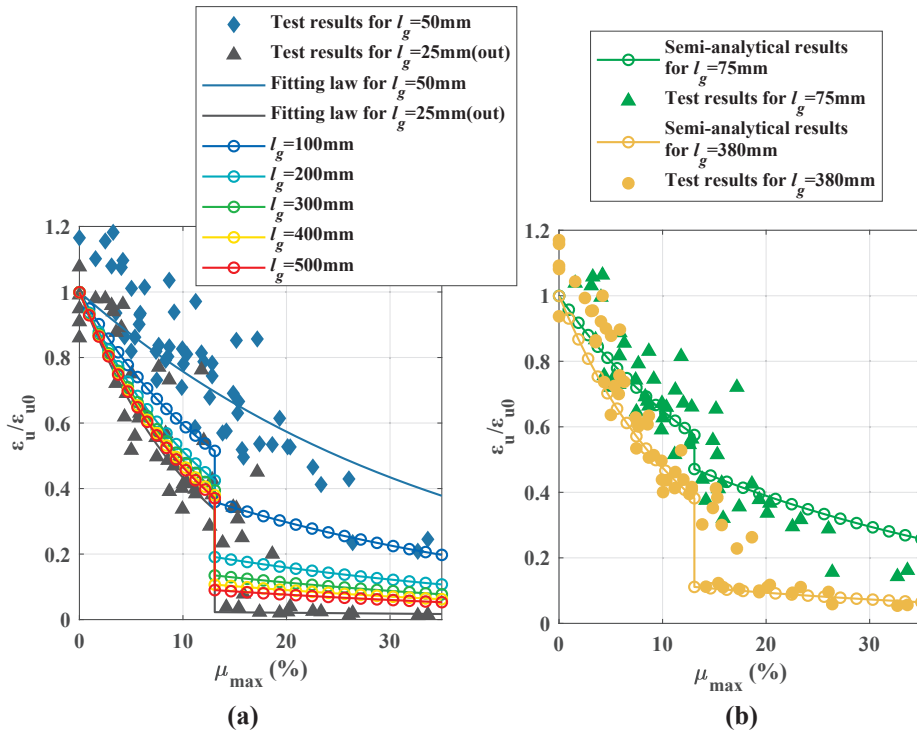 Test results for l_g=50mm
Test results for l_g=25mm(out)
Fitting law for l_g=50mm
Fitting law for l_g=25mm(out)
l_g=100mm
l_g=200mm
l_g=300mm
l_g=400mm
l_g=500mm
1.2
1
0.8
0.6
0.4
0.2
0
0 10 20 30
ε_u/ε_u0
μ_max (%)
(a)
Semi-analytical results
for l_g=75mm
Test results for l_g=75mm
Semi-analytical results
for l_g=380mm
Test results for l_g=380mm
1.2
1
0.8
0.6
0.4
0.2
0
0 10 20 30
ε_u/ε_u0
μ_max (%)
(b)